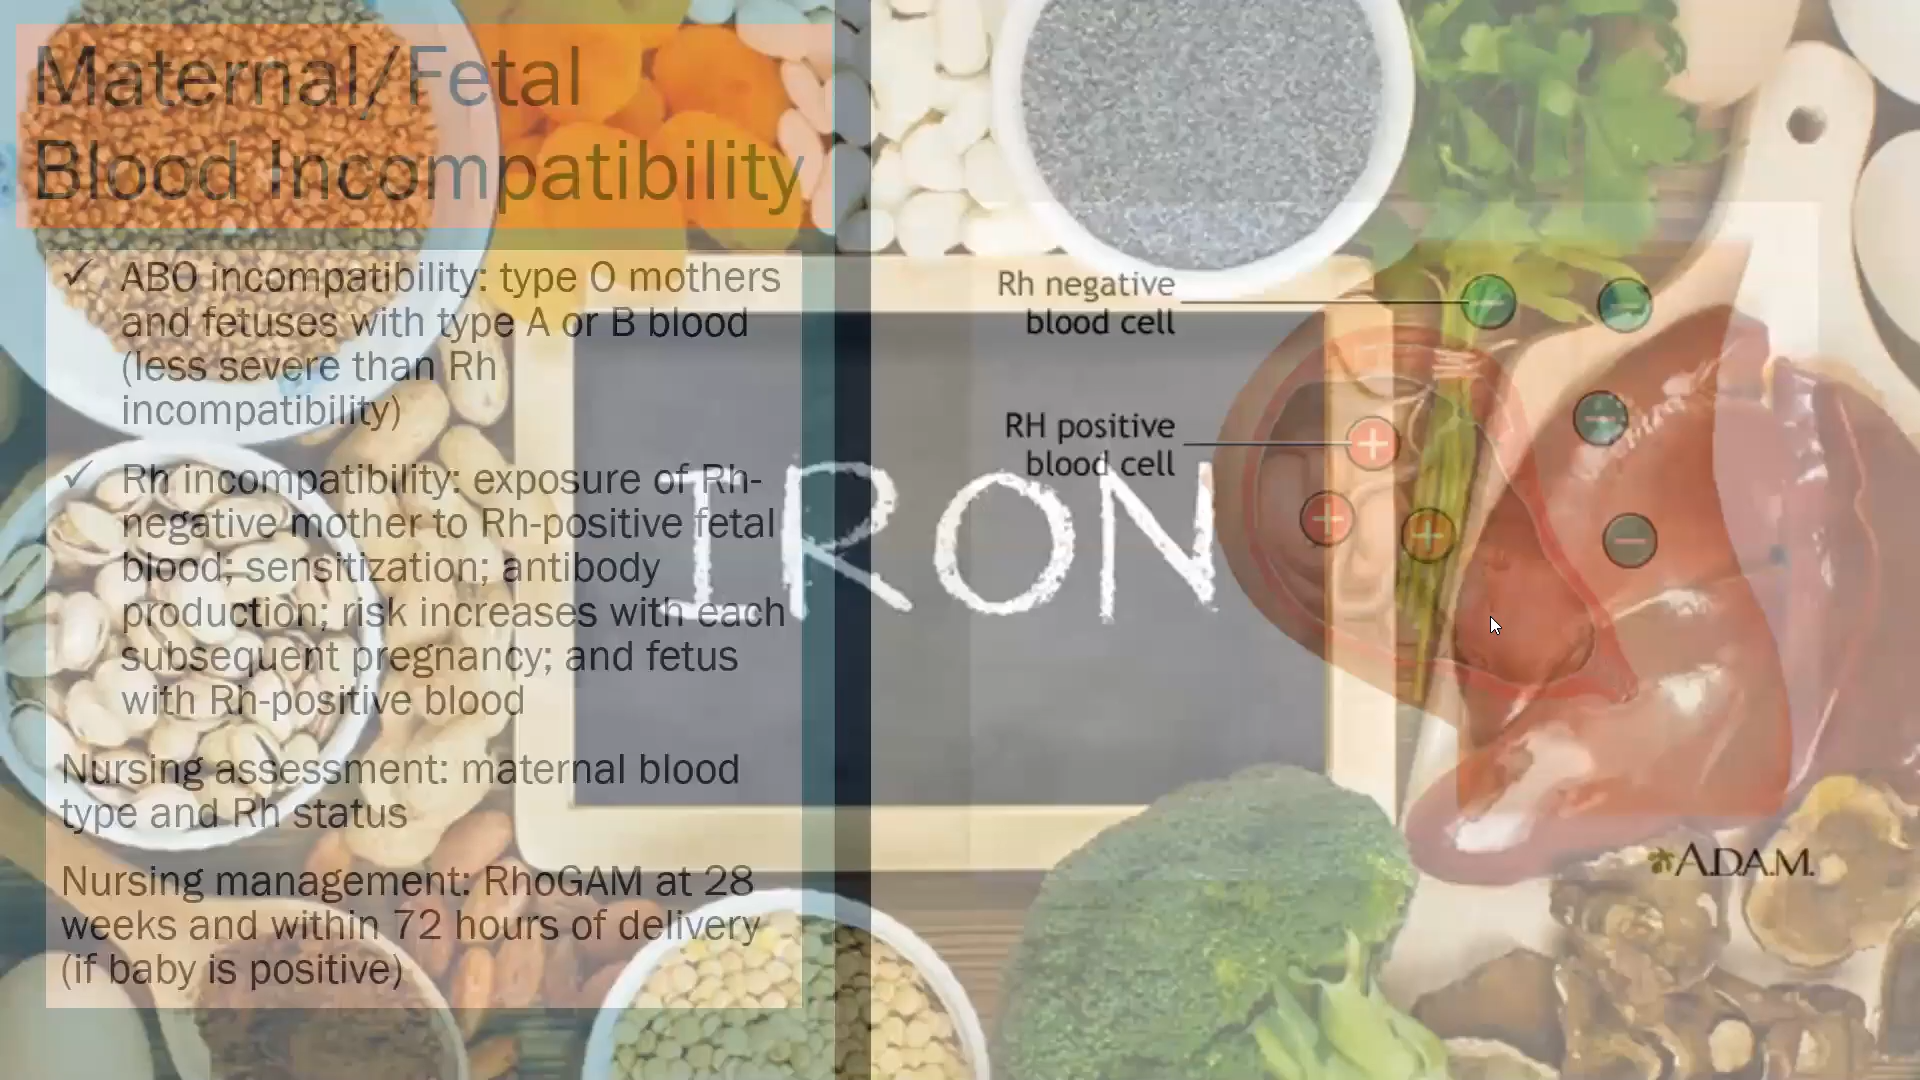 Maternal/Fetal
Blood Incompatibility
✓ ABO incompatibility: type O mothers
and fetuses with type A or B blood
(less severe than Rh
incompatibility)
✓ Rh incompatibility: exposure of Rh-
negative mother to Rh-positive fetal
blood; sensitization; antibody
production; risk increases with each
subsequent pregnancy; and fetus
with Rh-positive blood
Nursing assessment: maternal blood
type and Rh status
Nursing management: RhoGAM at 28
weeks and within 72 hours of delivery
(if baby is positive)
Rh negative
blood cell
RH positive
blood cell
IRON
A.D.A.M.